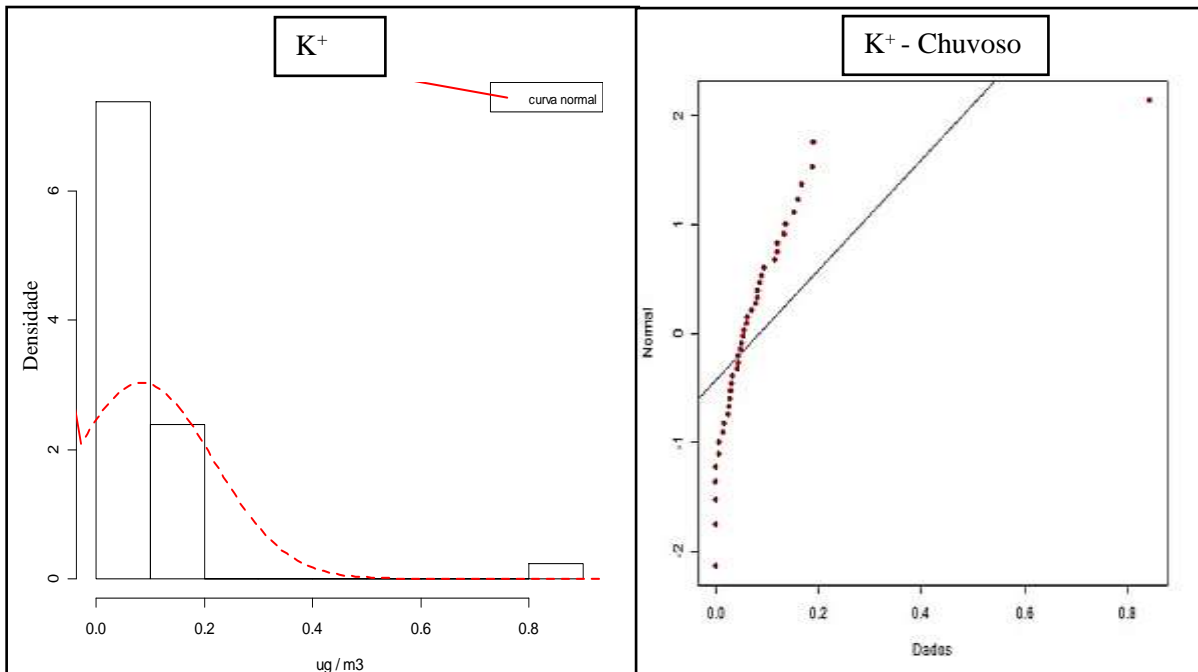 K⁺
curva normal
Densidade
6
4
2
0
0.0 0.2 0.4 0.6 0.8
ug / m3
K⁺ - Chuvoso
Normal
2
1
0
-1
-2
0.0 0.2 0.4 0.6 0.8
Dados